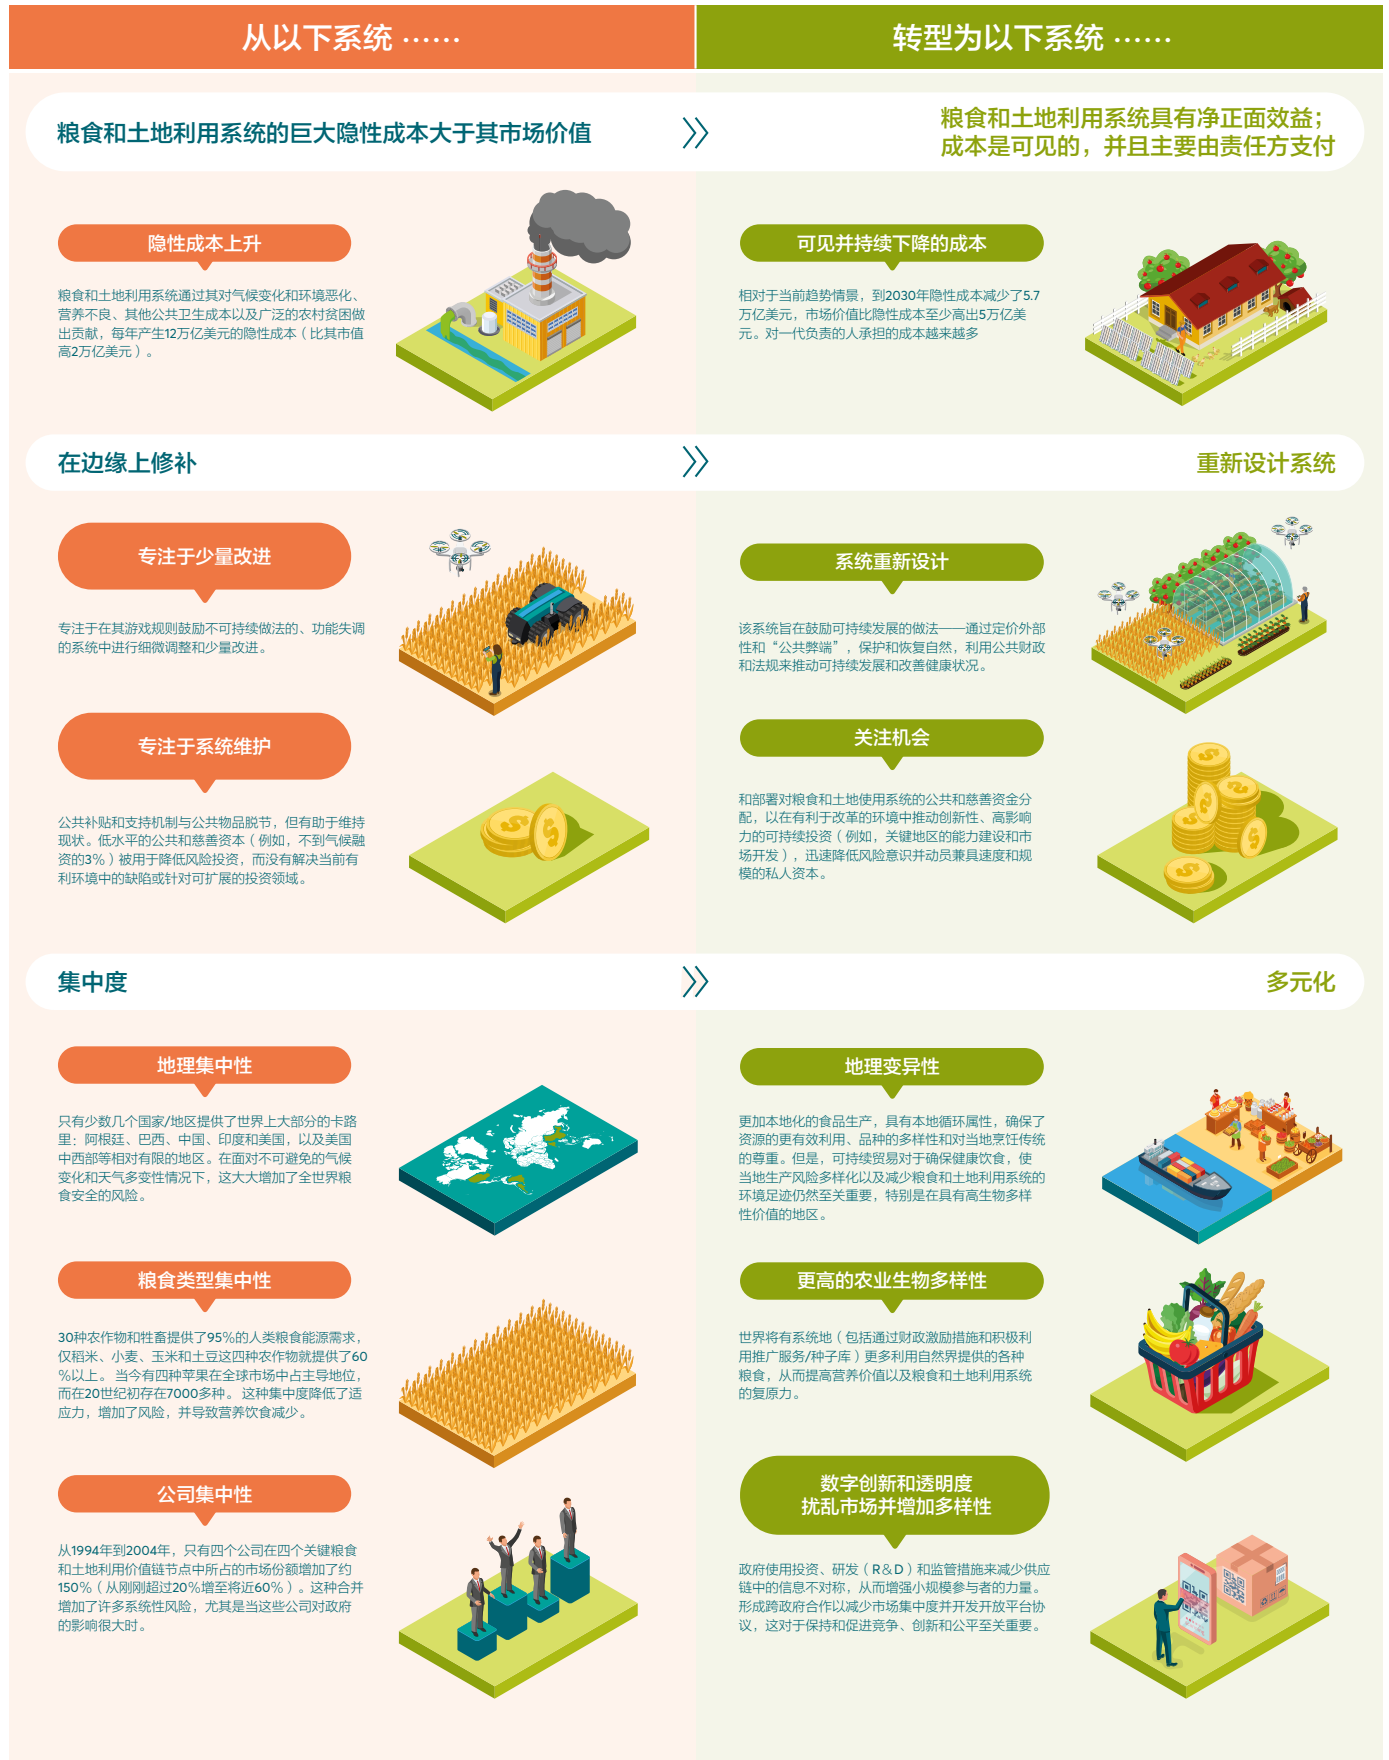 从以下系统 ……
转型为以下系统 ……
粮食和土地利用系统的巨大隐性成本大于其市场价值
粮食和土地利用系统具有净正面效益；
成本是可见的，并且主要由责任方支付
隐性成本上升
粮食和土地利用系统通过其对气候变化和环境恶化、
营养不良、其他公共卫生成本以及广泛的农村贫困做
出贡献，每年产生12万亿美元的隐性成本（比其市值
高2万亿美元）。
可见并持续下降的成本
相对于当前趋势情景，到2030年隐性成本减少了5.7
万亿美元，市场价值比隐性成本至少高出5万亿美
元。对一代负责的人承担的成本越来越多
在边缘上修补
重新设计系统
专注于少量改进
专注于在其游戏规则鼓励不可持续做法的、功能失调
的系统中进行细微调整和少量改进。
系统重新设计
该系统旨在鼓励可持续发展的做法——通过定价外部
性和“公共弊端”，保护和恢复自然，利用公共财政
和法规来推动可持续发展和改善健康状况。
专注于系统维护
公共补贴和支持机制与公共物品脱节，但有助于维持
现状。低水平的公共和慈善资本（例如，不到气候融
资的3%）被用于降低风险投资，而没有解决当前有
利环境中的缺陷或针对可扩展的投资领域。
关注机会
和部署对粮食和土地使用系统的公共和慈善资金分
配，以在有利于改革的环境中推动创新性、高影响
力的可持续投资（例如，关键地区的能力建设和市
场开发），迅速降低风险意识并动员兼具速度和规
模的私人资本。
集中度
多元化
地理集中性
只有少数几个国家/地区提供了世界上大部分的卡路
里：阿根廷、巴西、中国、印度和美国，以及美国
中西部等相对有限的地区。在面对不可避免的气候
变化和天气多变性情况下，这大大增加了全世界粮
食安全的风险。
地理变异性
更加本地化的食品生产，具有本地循环属性，确保了
资源的更有效利用、品种的多样性和对当地烹饪传统
的尊重。但是，可持续贸易对于确保健康饮食，使
当地生产风险多样化以及减少粮食和土地利用系统的
环境足迹仍然至关重要，特别是在具有高生物多样
性价值的地区。
粮食类型集中性
30种农作物和牲畜提供了95%的人类粮食能源需求，
仅稻米、小麦、玉米和土豆这四种农作物就提供了60
%以上。 当今有四种苹果在全球市场中占主导地位，
而在20世纪初存在7000多种。 这种集中度降低了适
应力，增加了风险，并导致营养饮食减少。
更高的农业生物多样性
世界将有系统地（包括通过财政激励措施和积极利
用推广服务/种子库）更多利用自然界提供的各种
粮食，从而提高营养价值以及粮食和土地利用系统
的复原力。
公司集中性
从1994年到2004年，只有四个公司在四个关键粮食
和土地利用价值链节点中所占的市场份额增加了约
150%（从刚刚超过20%增至将近60%）。这种合并
增加了许多系统性风险，尤其是当这些公司对政府
的影响很大时。
数字创新和透明度
扰乱市场并增加多样性
政府使用投资、研发（R&D）和监管措施来减少供应
链中的信息不对称，从而增强小规模参与者的力量。
形成跨政府合作以减少市场集中度并开发开放平台协
议，这对于保持和促进竞争、创新和公平至关重要。